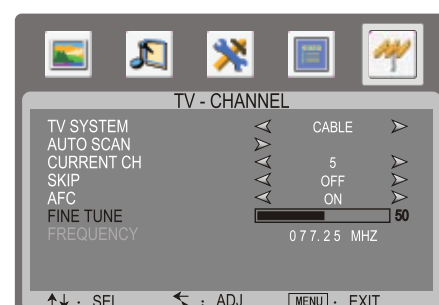 TV - CHANNEL
TV SYSTEM CABLE
AUTO SCAN
CURRENT CH 5
SKIP OFF
AFC ON
FINE TUNE 50
FREQUENCY 077.25 MHZ
: SEL : ADJ MENU : EXIT